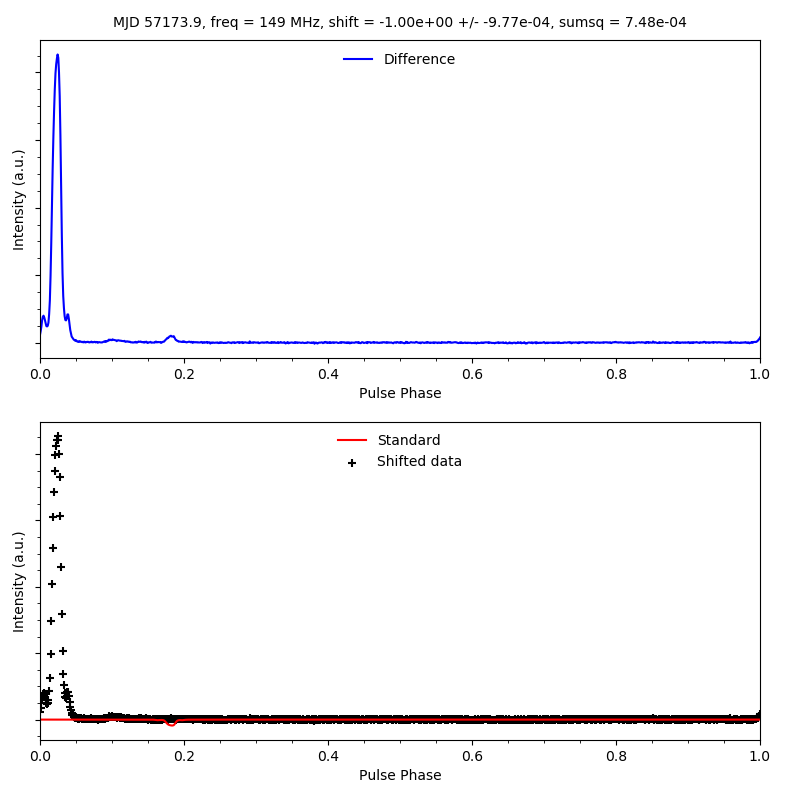 MJD 57173.9, freq = 149 MHz, shift = -1.00e+00 +/- -9.77e-04, sumsq = 7.48e-04
Difference
Intensity (a.u.)
0.0 0.2 0.4 0.6 0.8 1.0
Pulse Phase
Standard
Shifted data
Intensity (a.u.)
0.0 0.2 0.4 0.6 0.8 1.0
Pulse Phase